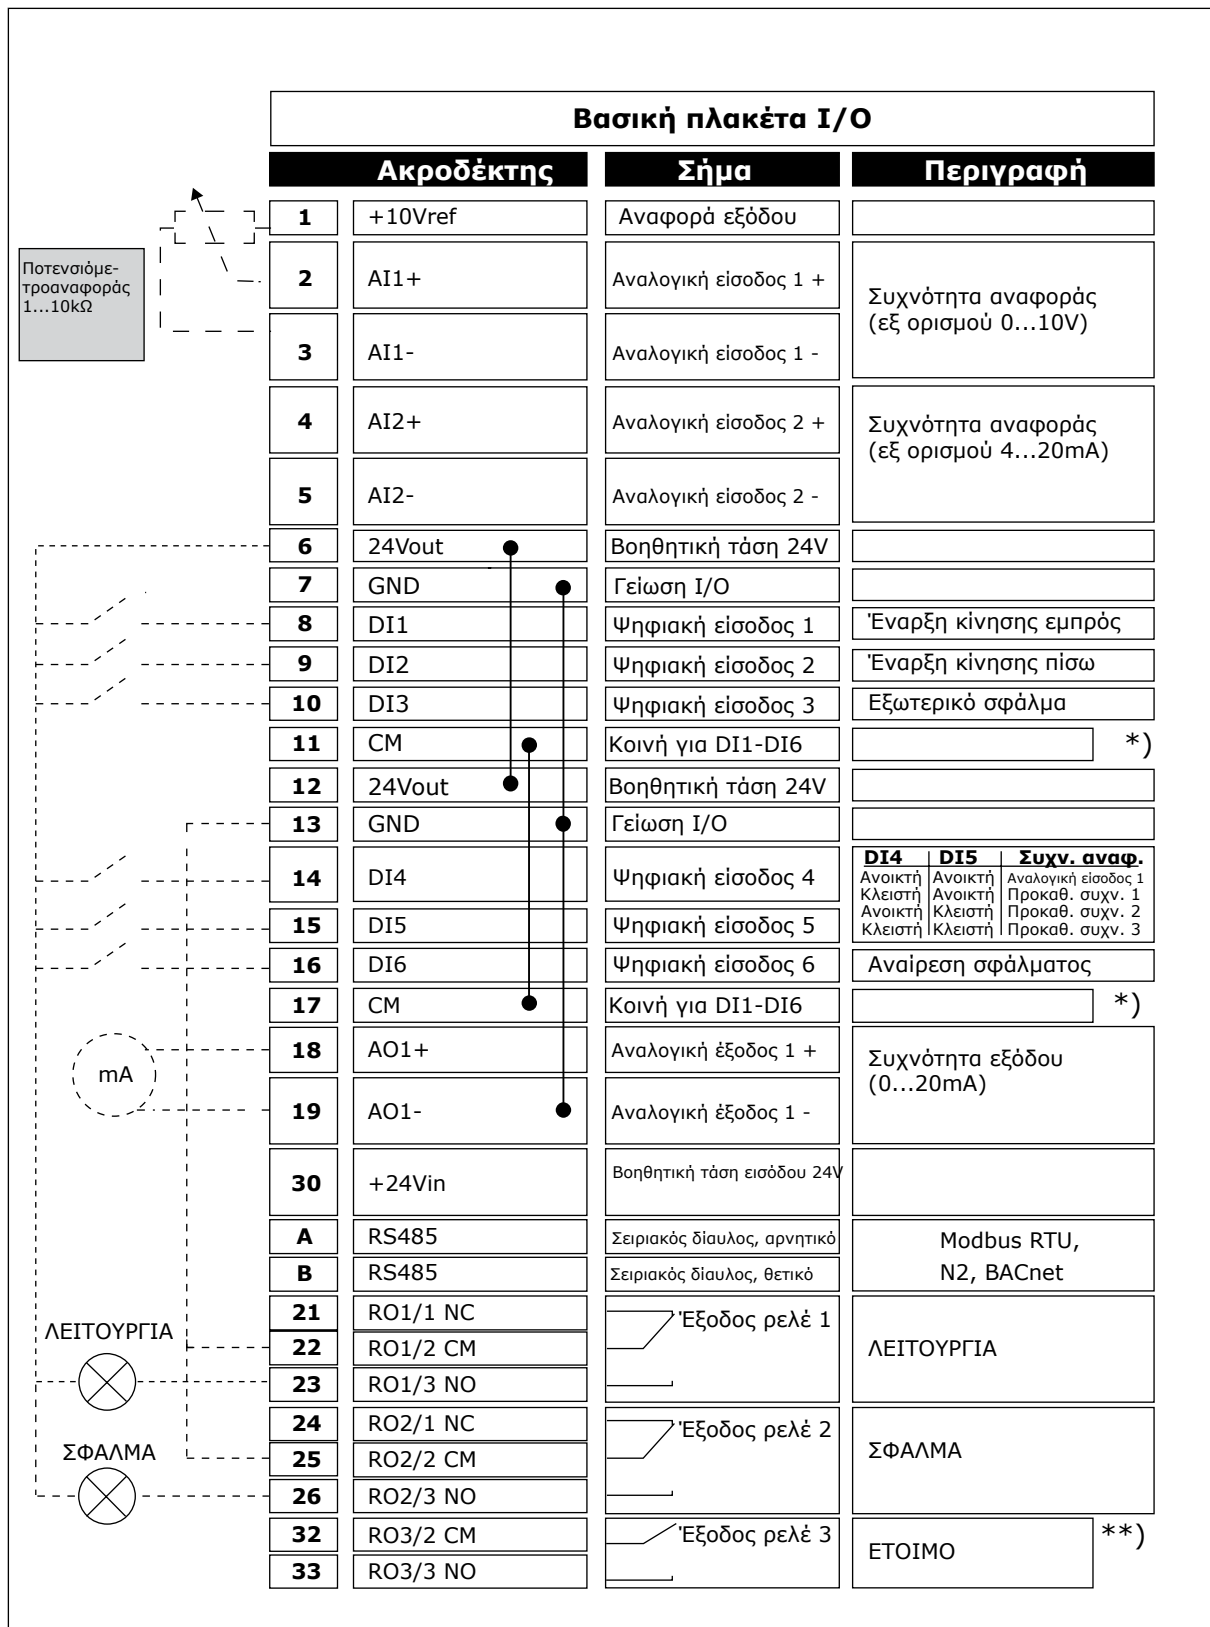 Βασική πλακέτα I/O
Ακροδέκτης Σήμα Περιγραφή
1 +10Vref Αναφορά εξόδου
Ποτενσιόμε-
τροαναφοράς
1...10kΩ
2 AI1+ Αναλογική είσοδος 1 +
Συχνότητα αναφοράς
(εξ ορισμού 0...10V)
3 AI1- Αναλογική είσοδος 1 -
4 AI2+ Αναλογική είσοδος 2 +
Συχνότητα αναφοράς
(εξ ορισμού 4...20mA)
5 AI2- Αναλογική είσοδος 2 -
6 24Vout Βοηθητική τάση 24V
7 GND Γείωση I/O
8 DI1 Ψηφιακή είσοδος 1 Έναρξη κίνησης εμπρός
9 DI2 Ψηφιακή είσοδος 2 Έναρξη κίνησης πίσω
10 DI3 Ψηφιακή είσοδος 3 Εξωτερικό σφάλμα
11 CM Κοινή για DI1-DI6 *)
12 24Vout Βοηθητική τάση 24V
13 GND Γείωση I/O
14 DI4 Ψηφιακή είσοδος 4
DI4 DI5 Συχν. αναφ.
Ανοικτή Ανοικτή Αναλογική είσοδος 1
Κλειστή Ανοικτή Προκαθ. συχν. 1
Ανοικτή Κλειστή Προκαθ. συχν. 2
Κλειστή Κλειστή Προκαθ. συχν. 3
15 DI5 Ψηφιακή είσοδος 5
16 DI6 Ψηφιακή είσοδος 6 Αναίρεση σφάλματος
17 CM Κοινή για DI1-DI6 *)
18 AO1+ Αναλογική έξοδος 1 +
Συχνότητα εξόδου
(0...20mA)
mA
19 AO1- Αναλογική έξοδος 1 -
30 +24Vin Βοηθητική τάση εισόδου 24V
A RS485 Σειριακός δίαυλος, αρνητικό
Modbus RTU,
N2, BACnet
B RS485 Σειριακός δίαυλος, θετικό
21 RO1/1 NC Έξοδος ρελέ 1
ΛΕΙΤΟΥΡΓΙΑ
22 RO1/2 CM ΛΕΙΤΟΥΡΓΙΑ
23 RO1/3 NO
24 RO2/1 NC Έξοδος ρελέ 2
ΣΦΑΛΜΑ
25 RO2/2 CM ΣΦΑΛΜΑ
26 RO2/3 NO
32 RO3/2 CM Έξοδος ρελέ 3 **)
ΕΤΟΙΜΟ
33 RO3/3 NO